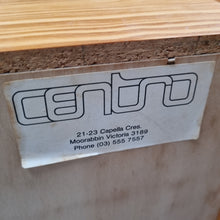 centro
21-23 Capella Cres.
Moorabbin Victoria 3189
Phone (03) 555 7557